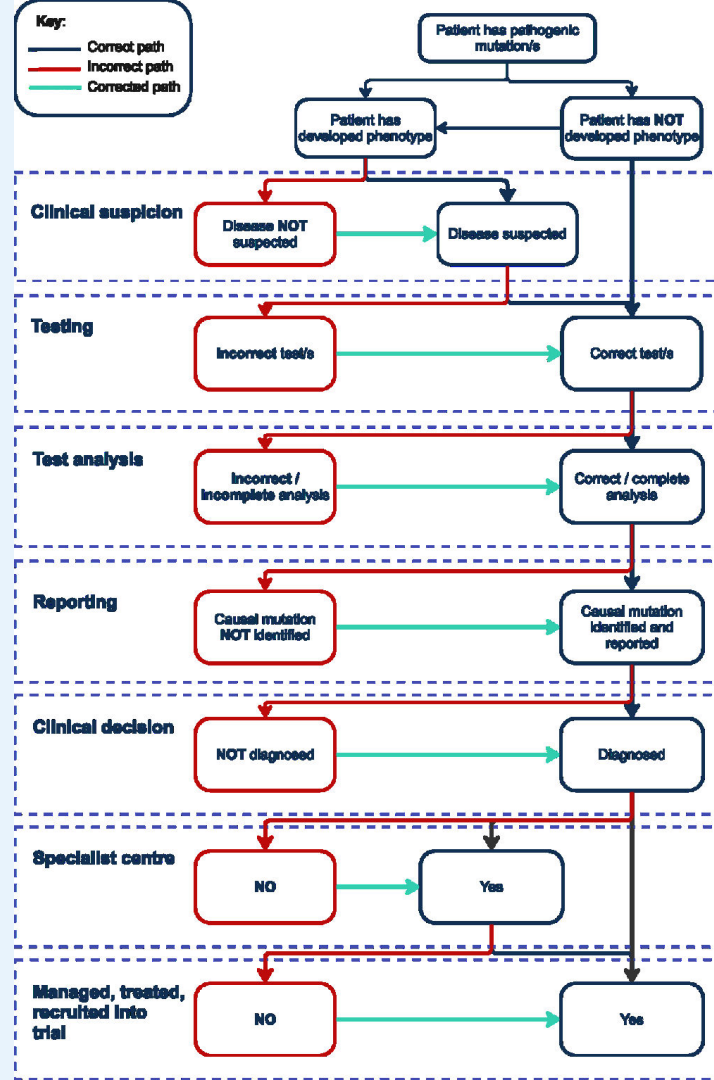 Key:
Correct path
Incorrect path
Corrected path
Patient has pathogenic
mutation/s
Patient has
developed phenotype
Patient has NOT
developed phenotype
Clinical suspicion
Disease NOT
suspected
Disease suspected
Testing
Incorrect test/s
Correct test/s
Test analysis
Incorrect /
incomplete analysis
Correct / complete
analysis
Reporting
Causal mutation
NOT identified
Causal mutation
identified and
reported
Clinical decision
NOT diagnosed
Diagnosed
Specialist centre
NO
Yes
Managed, treated,
recruited into
trial
NO
Yes